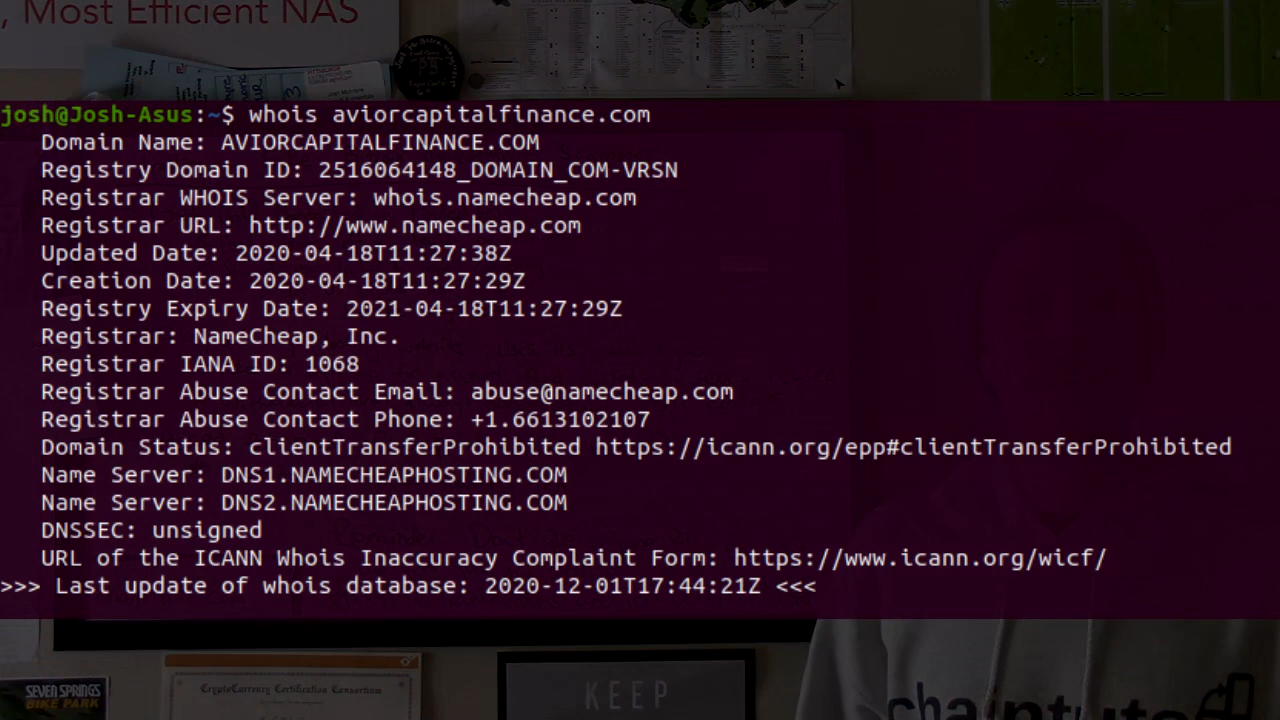 , Most Efficient NAS
josh@Josh-Asus:~$ whois aviorcapitalfinance.com
Domain Name: AVIORCAPITALFINANCE.COM
Registry Domain ID: 2516064148_DOMAIN_COM-VRSN
Registrar WHOIS Server: whois.namecheap.com
Registrar URL: http://www.namecheap.com
Updated Date: 2020-04-18T11:27:38Z
Creation Date: 2020-04-18T11:27:29Z
Registry Expiry Date: 2021-04-18T11:27:29Z
Registrar: NameCheap, Inc.
Registrar IANA ID: 1068
Registrar Abuse Contact Email: abuse@namecheap.com
Registrar Abuse Contact Phone: +1.6613102107
Domain Status: clientTransferProhibited https://icann.org/epp#clientTransferProhibited
Name Server: DNS1.NAMECHEAPHOSTING.COM
Name Server: DNS2.NAMECHEAPHOSTING.COM
DNSSEC: unsigned
URL of the ICANN Whois Inaccuracy Complaint Form: https://www.icann.org/wicf/
>>> Last update of whois database: 2020-12-01T17:44:21Z <<<
SEVEN SPRINGS
BIKE PARK
CryptoCurrency Certification Consortium
KEEP